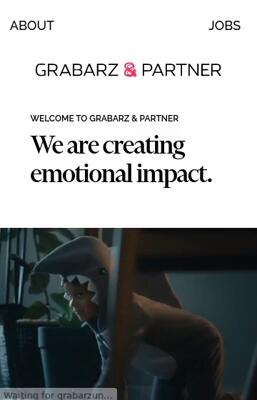 ABOUT
JOBS
GRABARZ & PARTNER
WELCOME TO GRABARZ & PARTNER
We are creating
emotional impact.
Waiting for grabarzun...